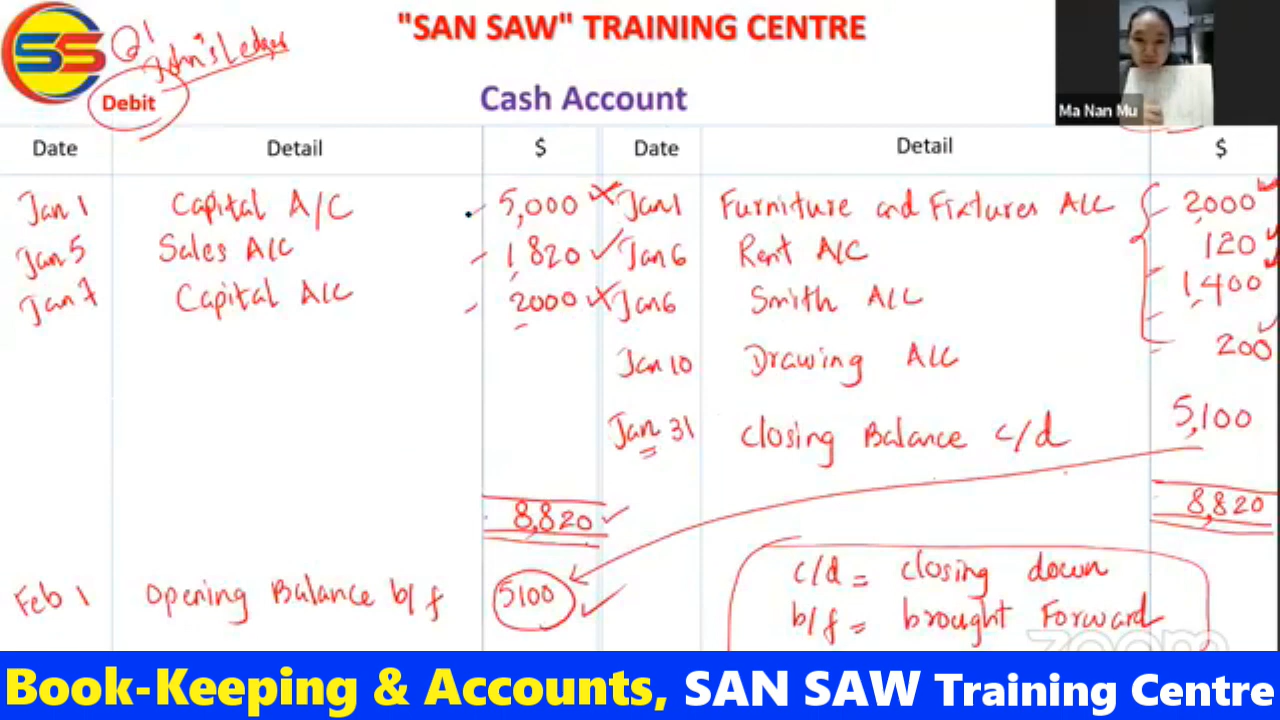 "SAN SAW" TRAINING CENTRE
SS
Q1
John's Ledger
Debit
Cash Account
Ma Nan Mu
Date Detail $ Date Detail $
Jan 1 Capital A/C 5,000 Jan 1 Furniture and Fixtures A/C 2000
Jan 5 Sales A/C 1,820 Jan 6 Rent A/C 120
Jan 7 Capital A/C 2000 Jan 6 Smith A/C 1,400
Jan 10 Drawing A/C 200
Jan 31 Closing Balance c/d 5,100
8,820 8,820
Feb 1 Opening Balance b/f 5100
c/d = closing down
b/f = brought Forward
zoom
Book-Keeping & Accounts, SAN SAW Training Centre